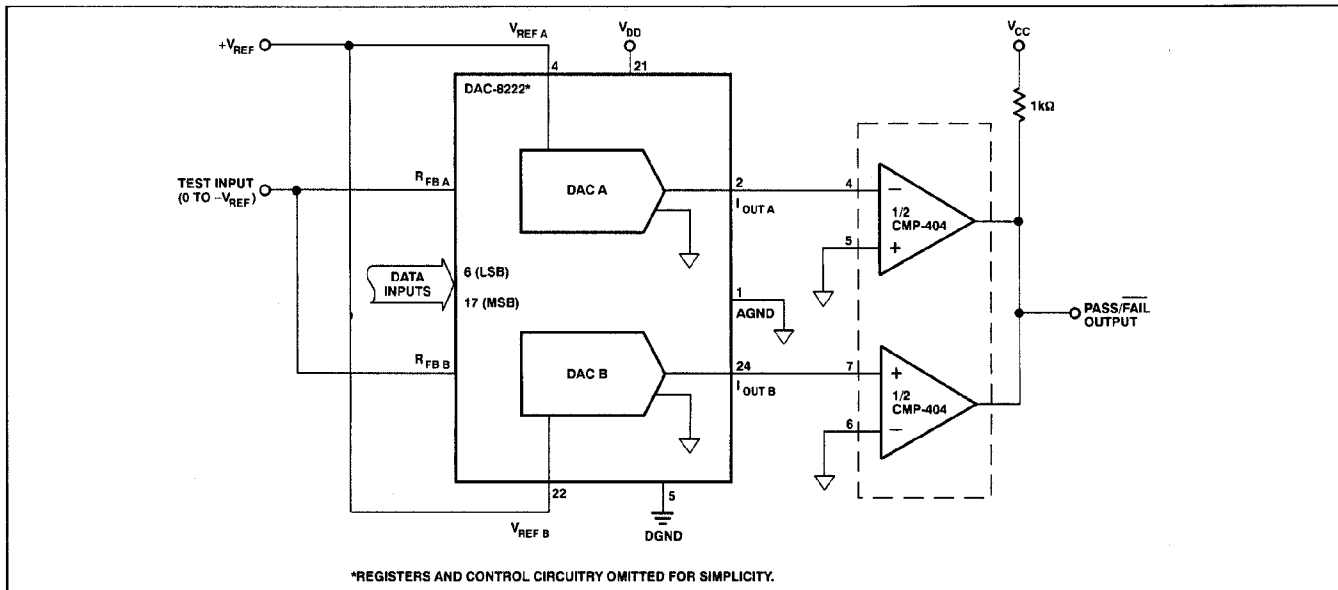 +V_REF
V_REF A
V_DD
V_CC
4
21
DAC-8222*
1kΩ
TEST INPUT
(0 TO –V_REF)
R_FB A
DAC A
2
I_OUT A
4
–
1/2
CMP-404
5
+
DATA
INPUTS
6 (LSB)
17 (MSB)
1
AGND
PASS/F̅A̅I̅L̅
OUTPUT
R_FB B
DAC B
24
I_OUT B
7
+
1/2
CMP-404
6
–
22
5
V_REF B
DGND
*REGISTERS AND CONTROL CIRCUITRY OMITTED FOR SIMPLICITY.